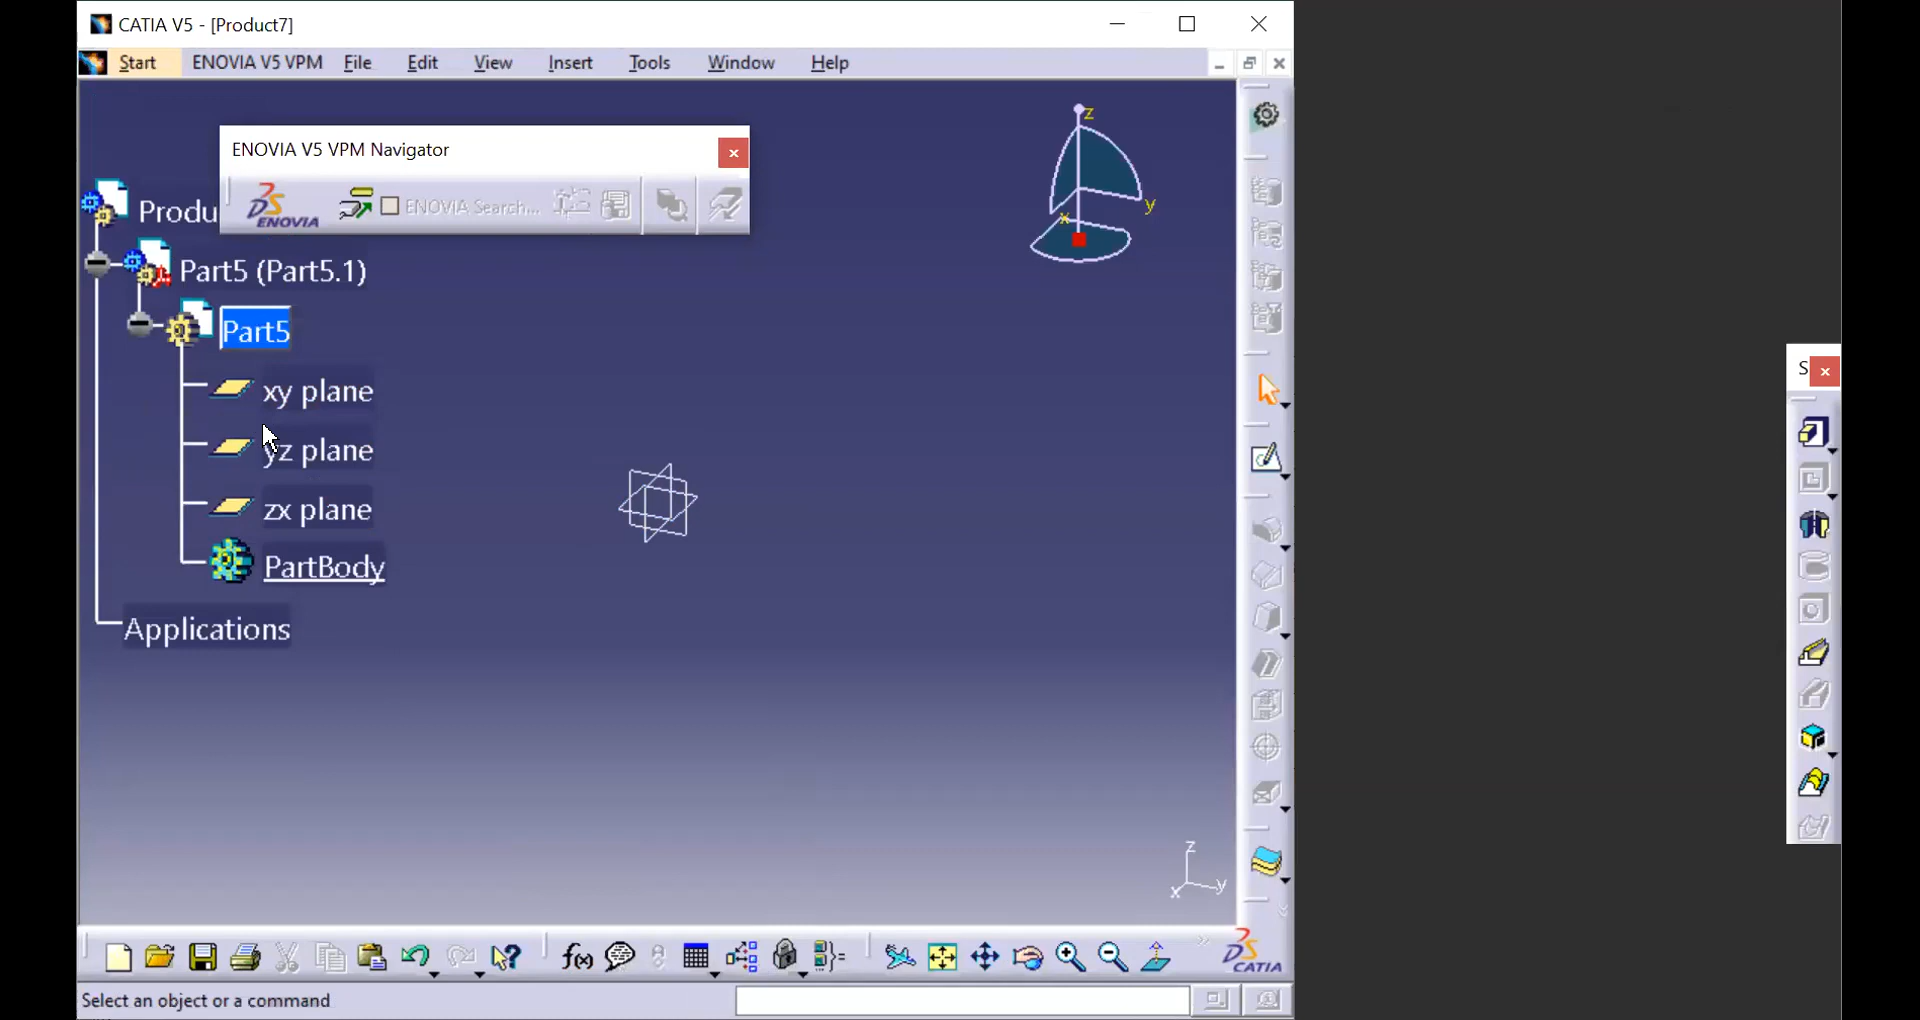 CATIA V5 - [Product7]
Start ENOVIA V5 VPM File Edit View Insert Tools Window Help
ENOVIA V5 VPM Navigator
ENOVIA
ENOVIA Search...
Produ
Part5 (Part5.1)
Part5
xy plane
yz plane
zx plane
PartBody
Applications
z
y
x
S
z
y
x
f(x)
CATIA
Select an object or a command